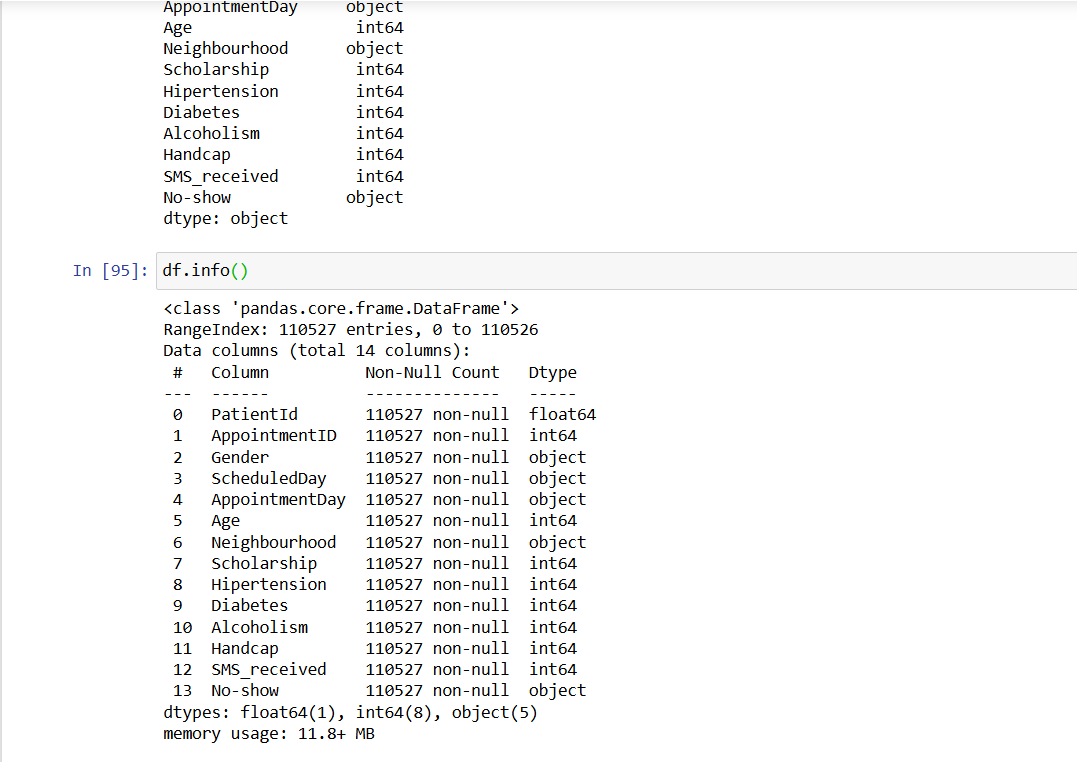 AppointmentDay     object
Age                 int64
Neighbourhood      object
Scholarship         int64
Hipertension        int64
Diabetes            int64
Alcoholism          int64
Handcap             int64
SMS_received        int64
No-show            object
dtype: object
In [95]: df.info()
<class 'pandas.core.frame.DataFrame'>
RangeIndex: 110527 entries, 0 to 110526
Data columns (total 14 columns):
 #   Column          Non-Null Count   Dtype
---  ------          --------------   -----
 0   PatientId       110527 non-null  float64
 1   AppointmentID   110527 non-null  int64
 2   Gender          110527 non-null  object
 3   ScheduledDay    110527 non-null  object
 4   AppointmentDay  110527 non-null  object
 5   Age             110527 non-null  int64
 6   Neighbourhood   110527 non-null  object
 7   Scholarship     110527 non-null  int64
 8   Hipertension    110527 non-null  int64
 9   Diabetes        110527 non-null  int64
 10  Alcoholism      110527 non-null  int64
 11  Handcap         110527 non-null  int64
 12  SMS_received    110527 non-null  int64
 13  No-show         110527 non-null  object
dtypes: float64(1), int64(8), object(5)
memory usage: 11.8+ MB